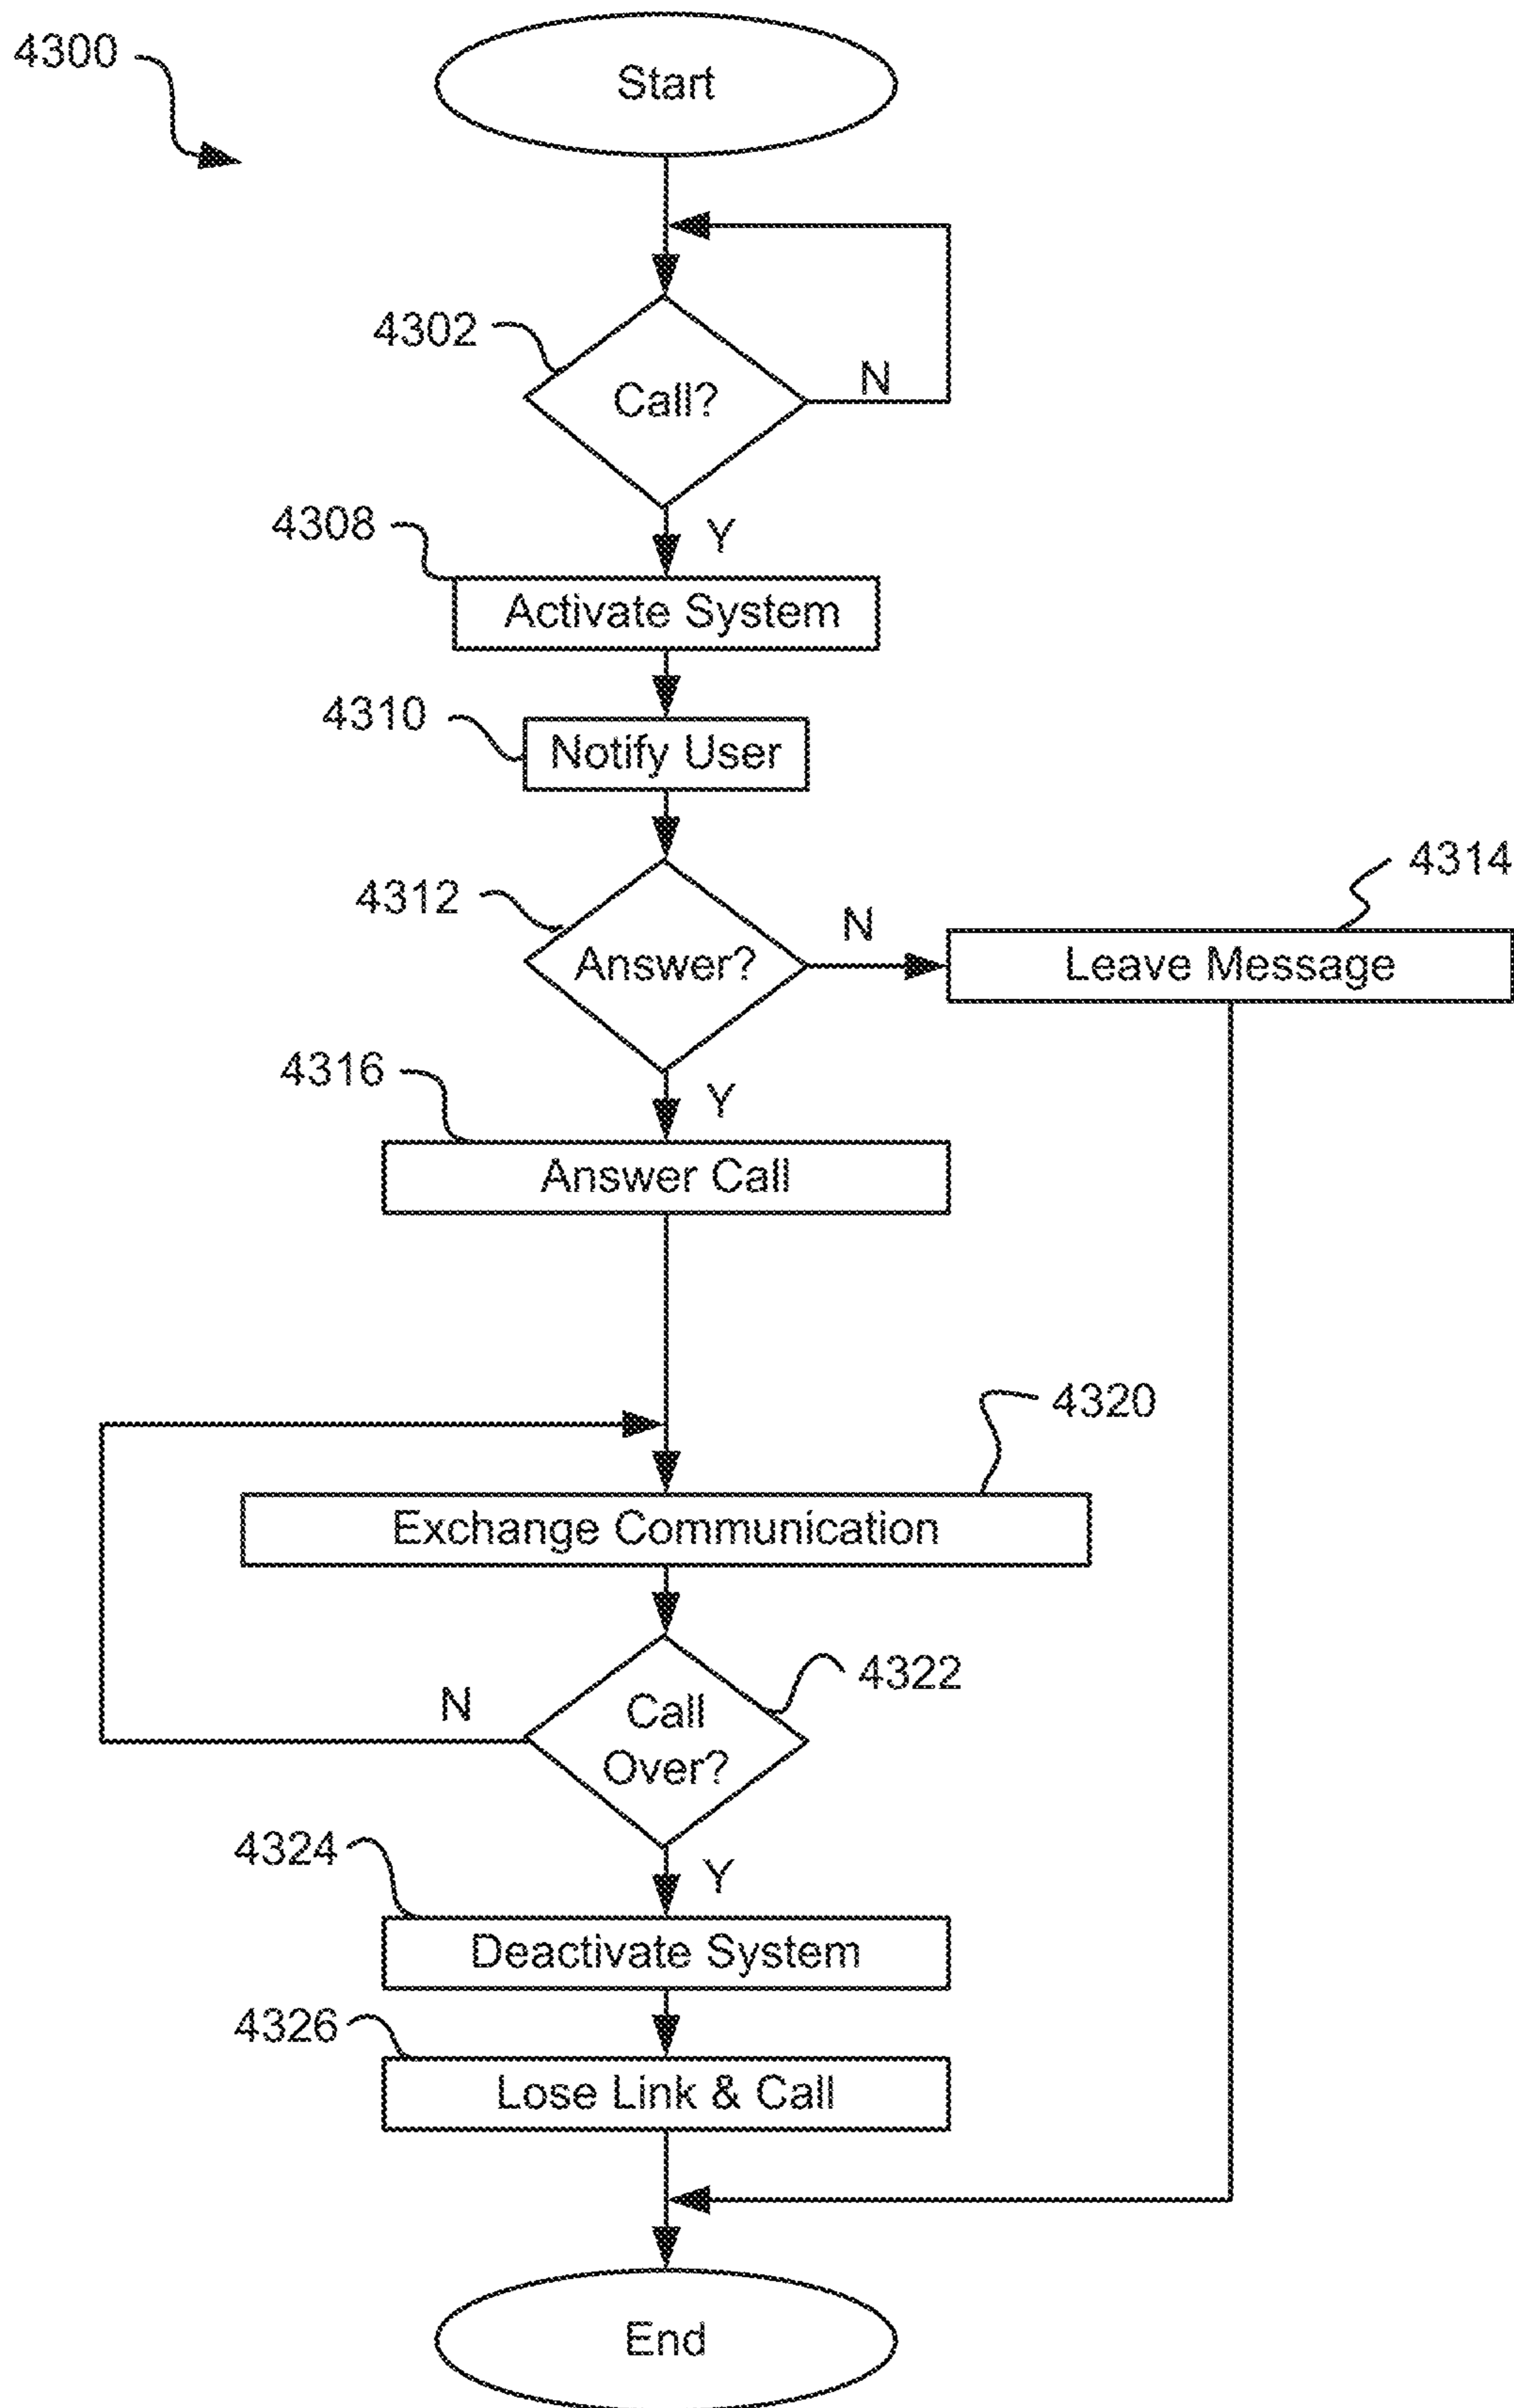 4300
Start
4302
Call?
N
4308
Y
Activate System
4310
Notify User
4312
Answer?
N
4314
Leave Message
4316
Y
Answer Call
4320
Exchange Communication
4322
Call
Over?
N
4324
Y
Deactivate System
4326
Lose Link & Call
End